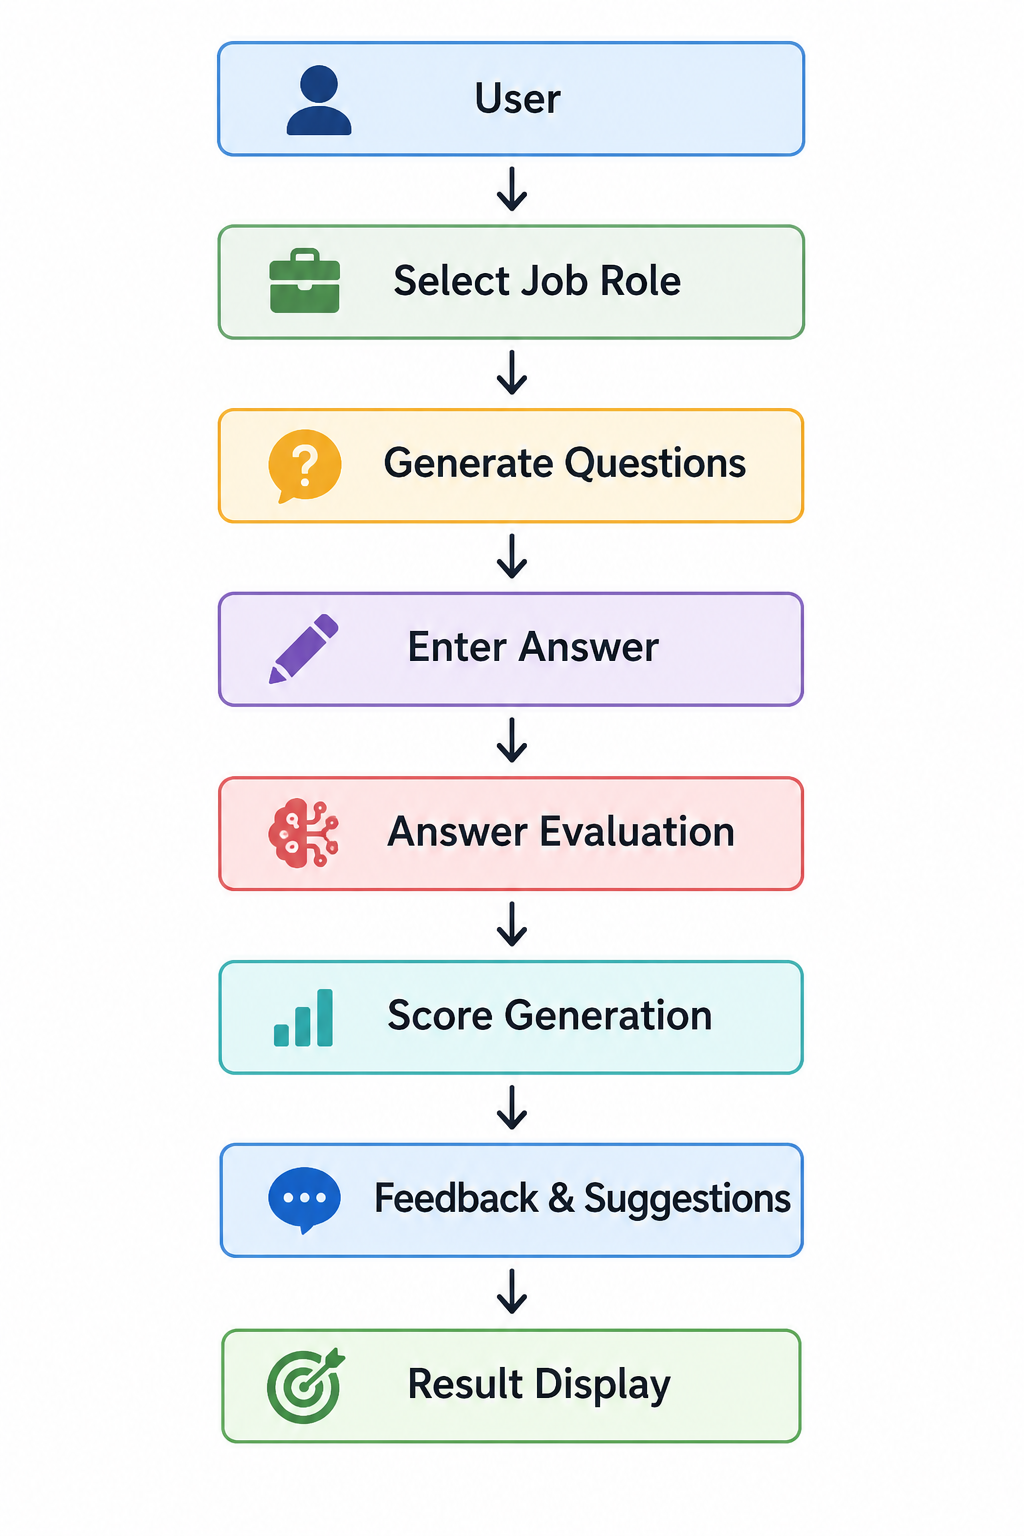 User
Select Job Role
Generate Questions
Enter Answer
Answer Evaluation
Score Generation
Feedback & Suggestions
Result Display